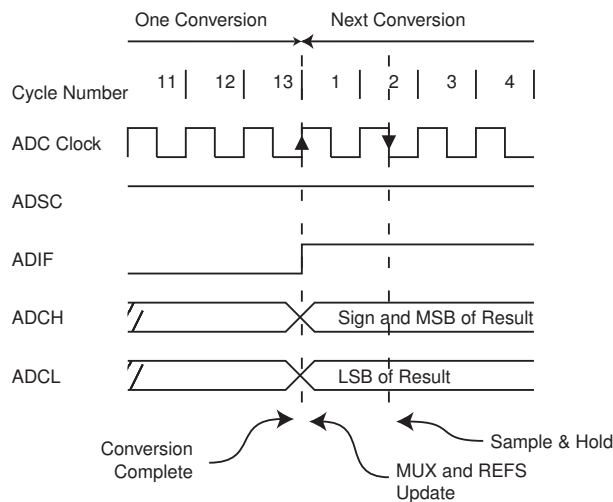 One Conversion Next Conversion
Cycle Number 11 12 13 1 2 3 4
ADC Clock
ADSC
ADIF
ADCH Sign and MSB of Result
ADCL LSB of Result
Conversion
Complete
MUX and REFS
Update
Sample & Hold